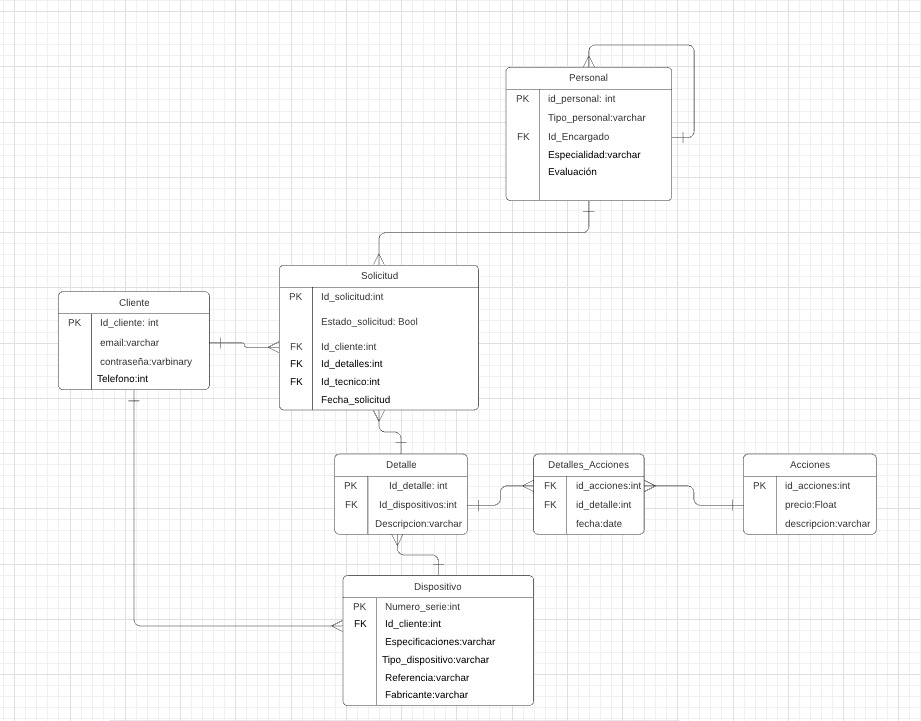 Personal
PK id_personal: int
Tipo_personal:varchar
FK Id_Encargado
Especialidad:varchar
Evaluación
Solicitud
PK Id_solicitud:int
Estado_solicitud: Bool
FK Id_cliente:int
FK Id_detalles:int
FK Id_tecnico:int
Fecha_solicitud
Cliente
PK Id_cliente: int
email:varchar
contraseña:varbinary
Telefono:int
Detalle
PK Id_detalle: int
FK Id_dispositivos:int
Descripcion:varchar
Detalles_Acciones
FK id_acciones:int
FK id_detalle:int
fecha:date
Acciones
PK id_acciones:int
precio:Float
descripcion:varchar
Dispositivo
PK Numero_serie:int
FK Id_cliente:int
Especificaciones:varchar
Tipo_dispositivo:varchar
Referencia:varchar
Fabricante:varchar